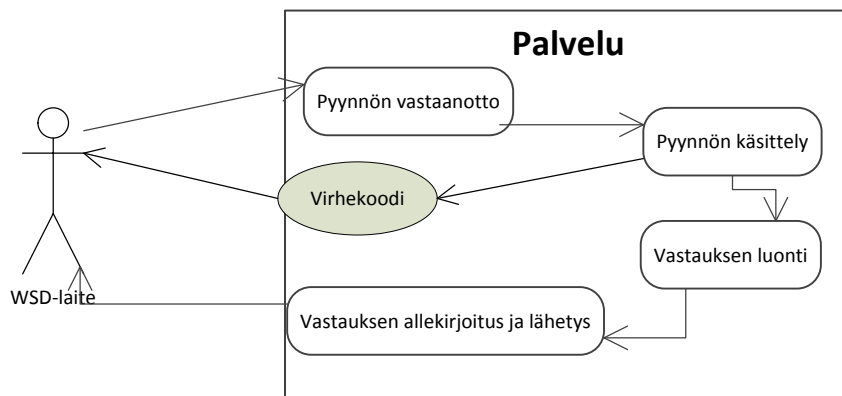 Palvelu
Pyynnön vastaanotto
Pyynnön käsittely
Virhekoodi
Vastauksen luonti
WSD-laite
Vastauksen allekirjoitus ja lähetys